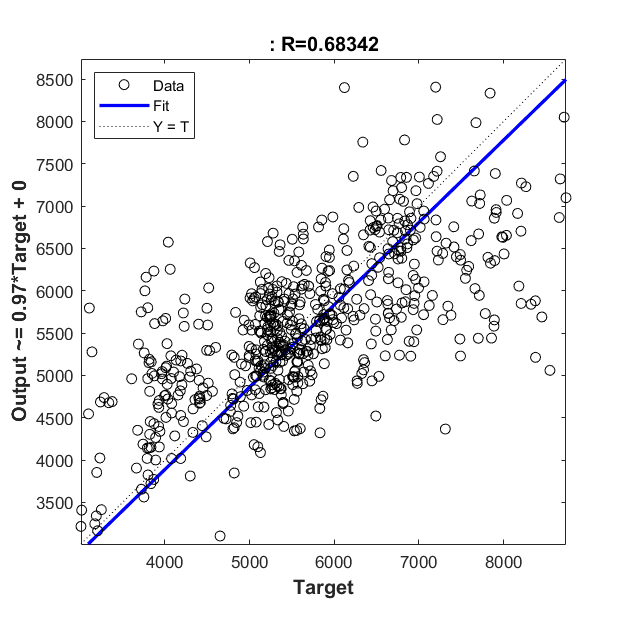 : R=0.68342
Data
Fit
Y = T
8500
8000
7500
7000
6500
6000
5500
5000
4500
4000
3500
Output ~= 0.97*Target + 0
4000 5000 6000 7000 8000
Target